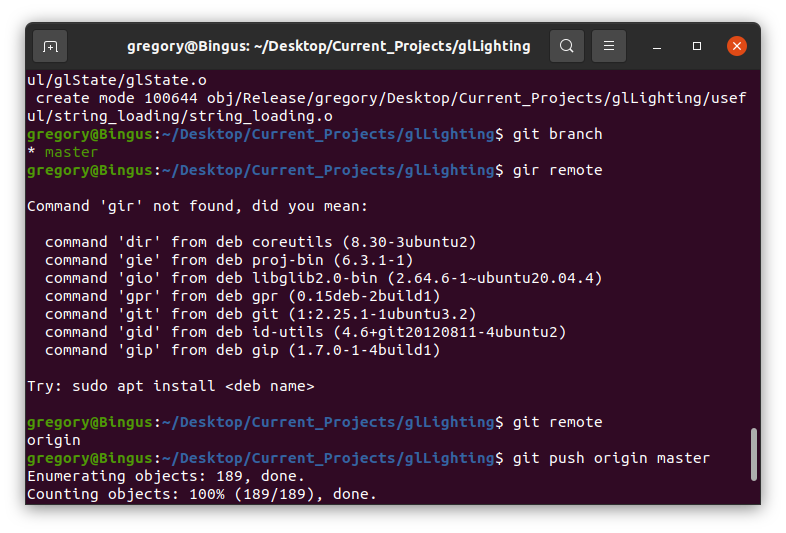 gregory@Bingus: ~/Desktop/Current_Projects/glLighting
ul/glState/glState.o
 create mode 100644 obj/Release/gregory/Desktop/Current_Projects/glLighting/usef
ul/string_loading/string_loading.o
gregory@Bingus:~/Desktop/Current_Projects/glLighting$ git branch
* master
gregory@Bingus:~/Desktop/Current_Projects/glLighting$ gir remote

Command 'gir' not found, did you mean:

  command 'dir' from deb coreutils (8.30-3ubuntu2)
  command 'gie' from deb proj-bin (6.3.1-1)
  command 'gio' from deb libglib2.0-bin (2.64.6-1~ubuntu20.04.4)
  command 'gpr' from deb gpr (0.15deb-2build1)
  command 'git' from deb git (1:2.25.1-1ubuntu3.2)
  command 'gid' from deb id-utils (4.6+git20120811-4ubuntu2)
  command 'gip' from deb gip (1.7.0-1-4build1)

Try: sudo apt install <deb name>

gregory@Bingus:~/Desktop/Current_Projects/glLighting$ git remote
origin
gregory@Bingus:~/Desktop/Current_Projects/glLighting$ git push origin master
Enumerating objects: 189, done.
Counting objects: 100% (189/189), done.